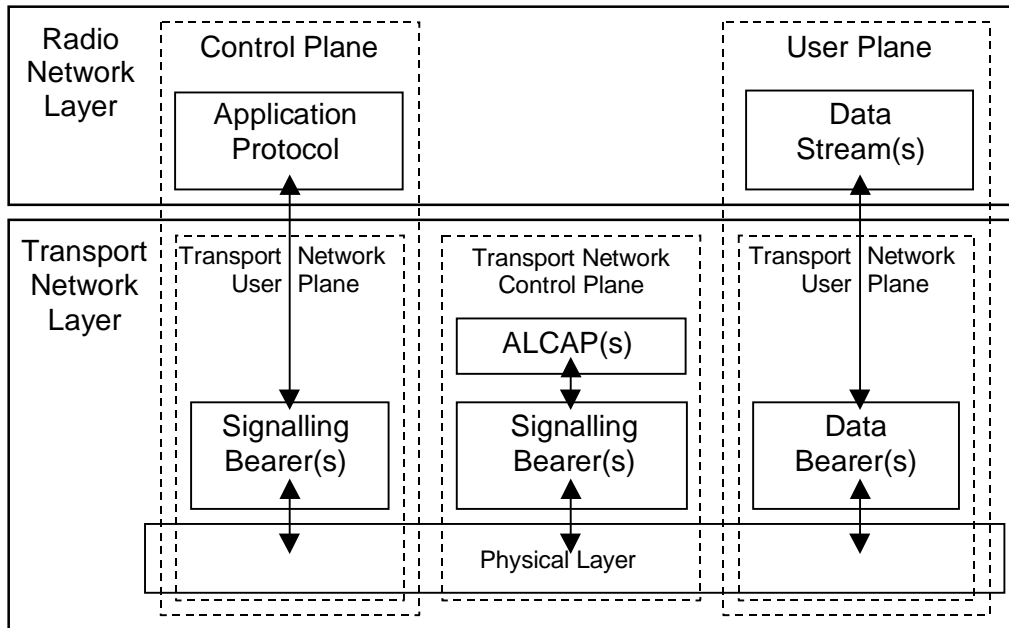 Radio
Network
Layer
Control Plane
User Plane
Application
Protocol
Data
Stream(s)
Transport
Network
Layer
Transport Network
User Plane
Transport Network
Control Plane
Transport Network
User Plane
ALCAP(s)
Signalling
Bearer(s)
Signalling
Bearer(s)
Data
Bearer(s)
Physical Layer